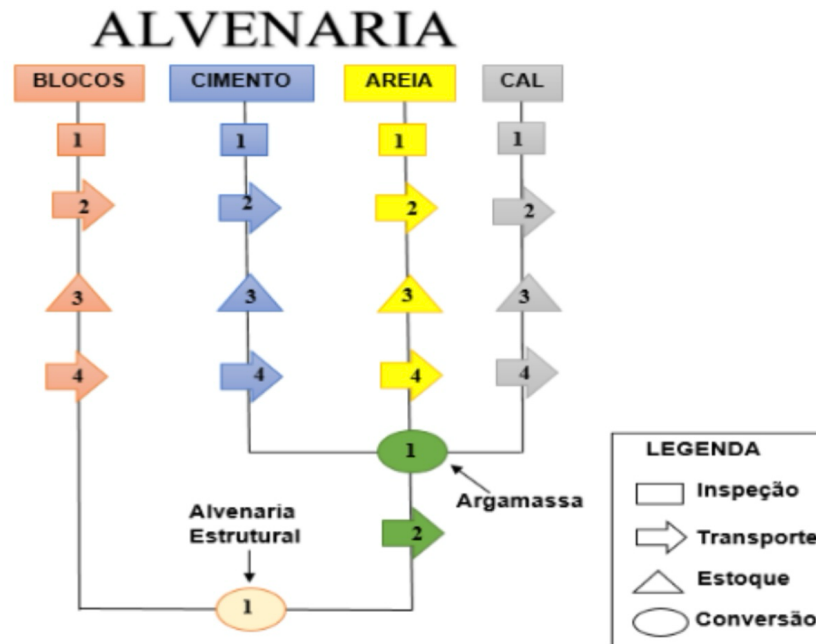 ALVENARIA
BLOCOS CIMENTO AREIA CAL
1 1 1 1
2 2 2 2
3 3 3 3
4 4 4 4
1
Argamassa
2
Alvenaria
Estrutural
1
LEGENDA
Inspeção
Transporte
Estoque
Conversão